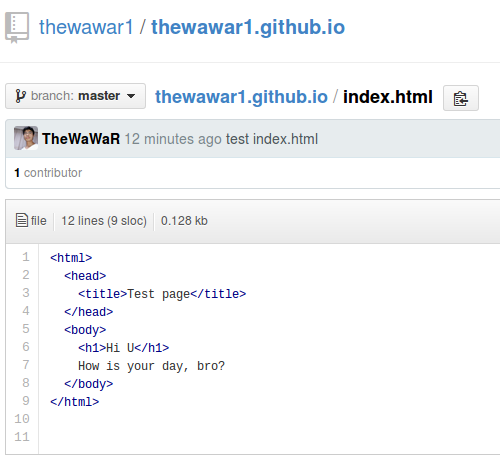 thewawar1 / thewawar1.github.io
branch: master thewawar1.github.io / index.html
TheWaWaR 12 minutes ago test index.html
1 contributor
file 12 lines (9 sloc) 0.128 kb
1 <html>
2 <head>
3 <title>Test page</title>
4 </head>
5 <body>
6 <h1>Hi U</h1>
7 How is your day, bro?
8 </body>
9 </html>
10
11